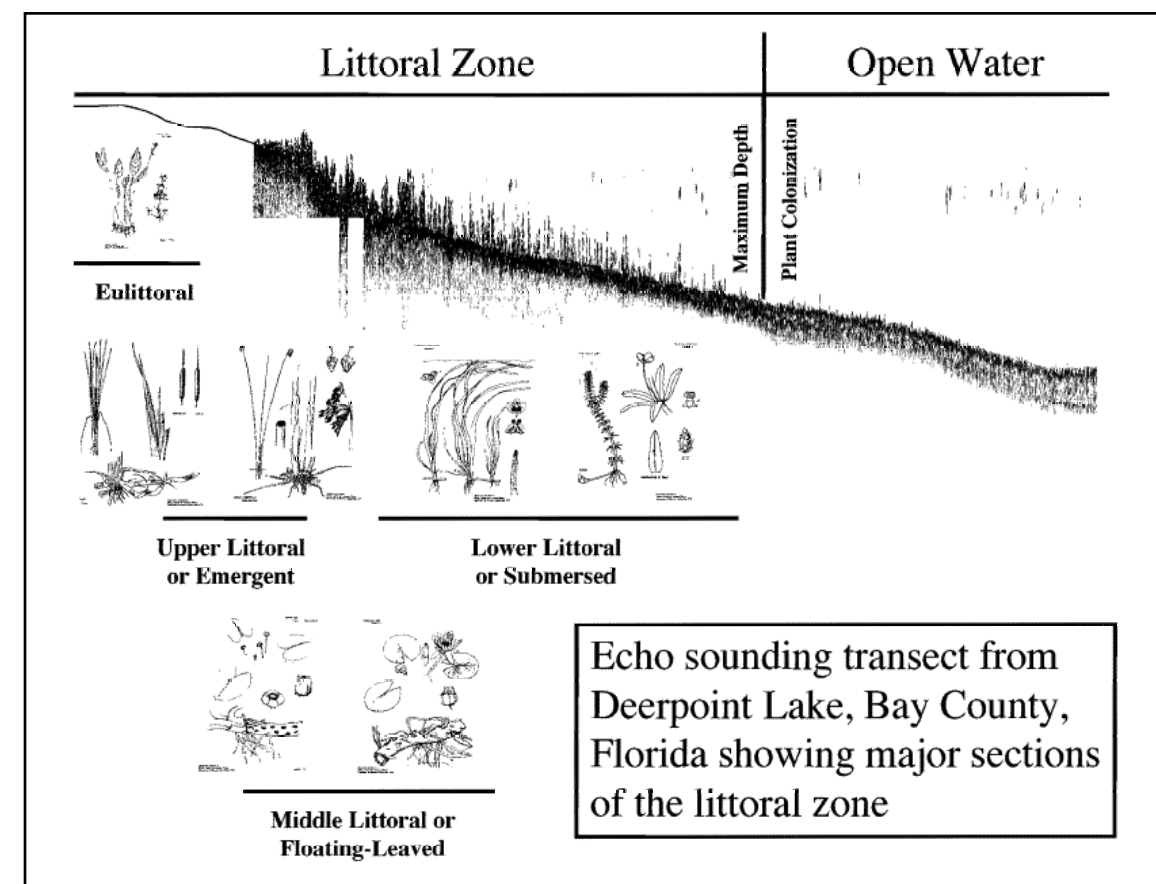 Littoral Zone
Open Water
Maximum Depth
Plant Colonization
Eulittoral
Upper Littoral
or Emergent
Lower Littoral
or Submersed
Middle Littoral or
Floating-Leaved
Echo sounding transect from
Deerpoint Lake, Bay County,
Florida showing major sections
of the littoral zone